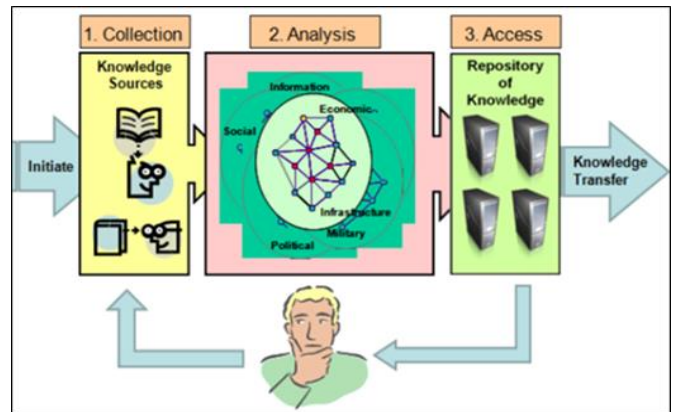 1. Collection
2. Analysis
3. Access
Knowledge
Sources
Information
Economic
Social
Infrastructure
Military
Political
Repository
of
Knowledge
Initiate
Knowledge
Transfer